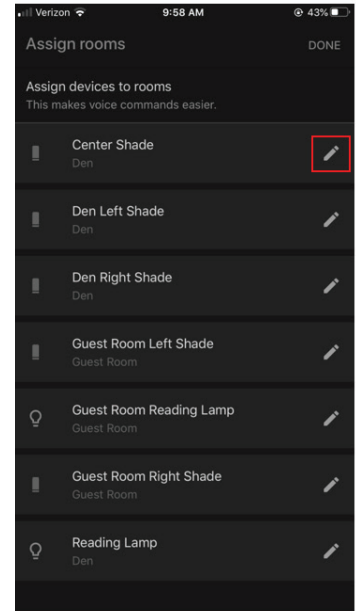 Verizon 9:58 AM 43%
Assign rooms DONE
Assign devices to rooms
This makes voice commands easier.
Center Shade
Den
Den Left Shade
Den
Den Right Shade
Den
Guest Room Left Shade
Guest Room
Guest Room Reading Lamp
Guest Room
Guest Room Right Shade
Guest Room
Reading Lamp
Den